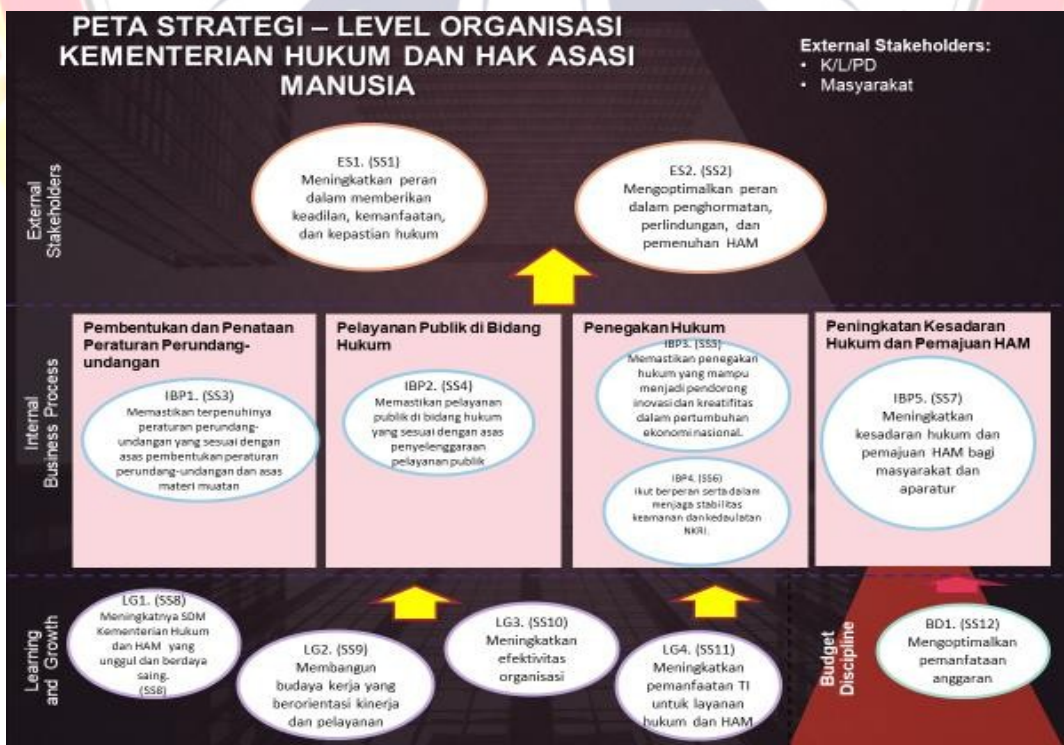 PETA STRATEGI – LEVEL ORGANISASI
KEMENTERIAN HUKUM DAN HAK ASASI
MANUSIA
External Stakeholders:
• K/L/PD
• Masyarakat
External
Stakeholders
ES1. (SS1)
Meningkatkan peran
dalam memberikan
keadilan, kemanfaatan,
dan kepastian hukum
ES2. (SS2)
Mengoptimalkan peran
dalam penghormatan,
perlindungan, dan
pemenuhan HAM
Internal
Business Process
Pembentukan dan Penataan
Peraturan Perundang-
undangan
IBP1. (SS3)
Memastikan terpenuhinya
peraturan perundang-
undangan yang sesuai dengan
asas pembentukan peraturan
perundang-undangan dan asas
materi muatan
Pelayanan Publik di Bidang
Hukum
IBP2. (SS4)
Memastikan pelayanan
publik di bidang hukum
yang sesuai dengan asas
penyelenggaraan
pelayanan publik
Penegakan Hukum
IBP3. (SS5)
Memastikan penegakan
hukum yang mampu
menjadi pendorong
inovasi dan kreatifitas
dalam pertumbuhan
ekonomi nasional.
IBP4. (SS6)
Ikut berperan serta dalam
menjaga stabilitas
keamanan dan kedaulatan
NKRI.
Peningkatan Kesadaran
Hukum dan Pemajuan HAM
IBP5. (SS7)
Meningkatkan
kesadaran hukum dan
pemajuan HAM bagi
masyarakat dan
aparatur
Learning
and Growth
LG1. (SS8)
Meningkatnya SDM
Kementerian Hukum
dan HAM yang
unggul dan berdaya
saing.
(SS8)
LG2. (SS9)
Membangun
budaya kerja yang
berorientasi kinerja
dan pelayanan
LG3. (SS10)
Meningkatkan
efektivitas
organisasi
LG4. (SS11)
Meningkatkan
pemanfaatan TI
untuk layanan
hukum dan HAM
Budget
Discipline
BD1. (SS12)
Mengoptimalkan
pemanfataan
anggaran